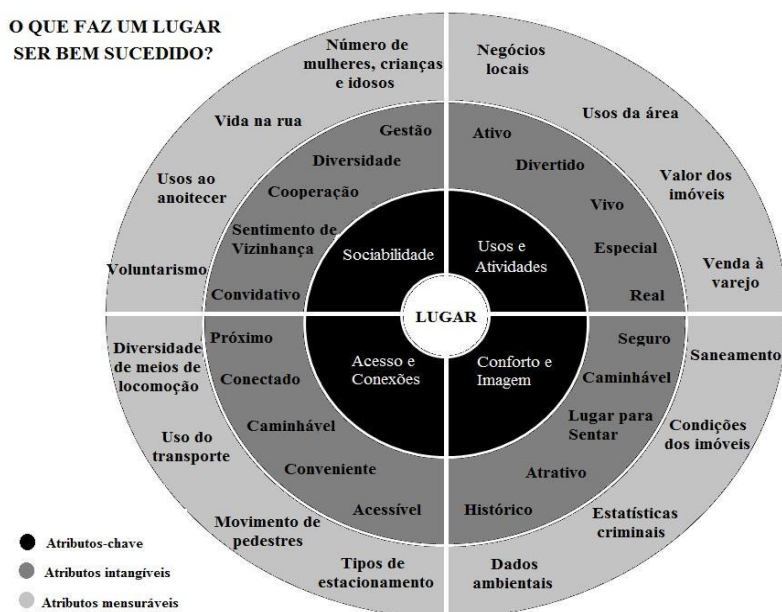 O QUE FAZ UM LUGAR
SER BEM SUCEDIDO?
Número de
mulheres, crianças
e idosos
Vida na rua
Usos ao
anoitecer
Voluntarismo
Negócios
locais
Usos da área
Valor dos
imóveis
Venda à
varejo
Gestão
Diversidade
Cooperação
Sentimento de
Vizinhança
Convidativo
Ativo
Divertido
Vivo
Especial
Real
Sociabilidade
Usos e
Atividades
LUGAR
Acesso e
Conexões
Conforto e
Imagem
Próximo
Conectado
Caminhável
Conveniente
Acessível
Seguro
Caminhável
Lugar para
Sentar
Atrativo
Histórico
Diversidade
de meios de
locomoção
Uso do
transporte
Movimento de
pedestres
Tipos de
estacionamento
Saneamento
Condições
dos imóveis
Estatísticas
criminais
Dados
ambientais
Atributos-chave
Atributos intangíveis
Atributos mensuráveis